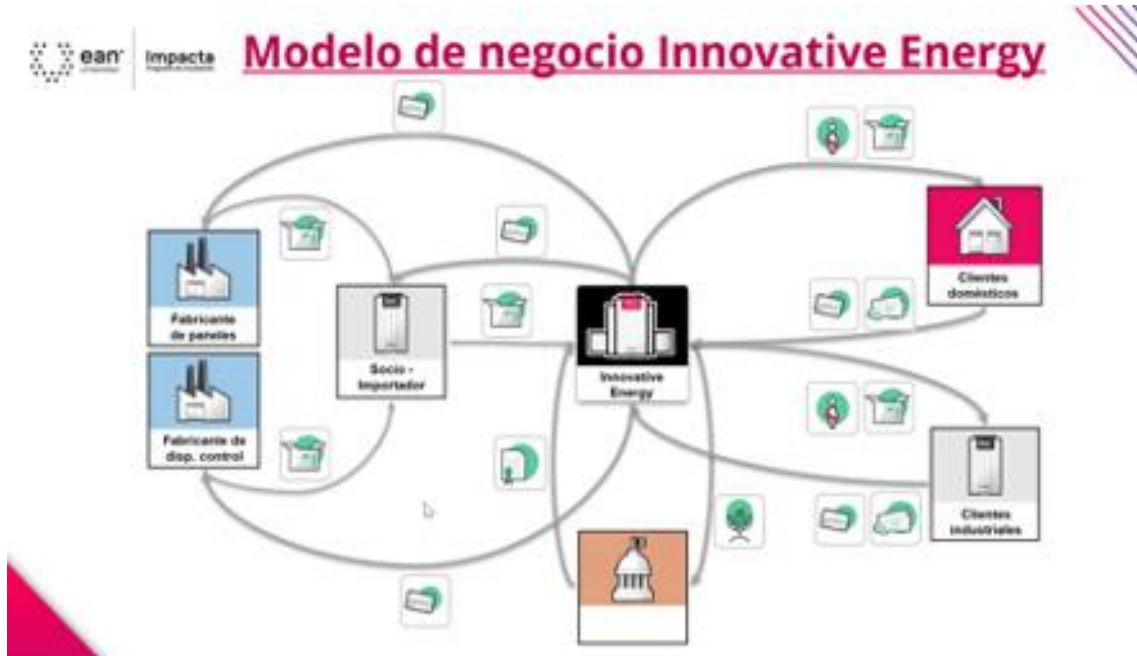 ean
Impacta
Modelo de negocio Innovative Energy
Clientes
domésticos
Fabricante
de paneles
Socio -
Importador
Innovative
Energy
Fabricante de
disp. control
Clientes
industriales